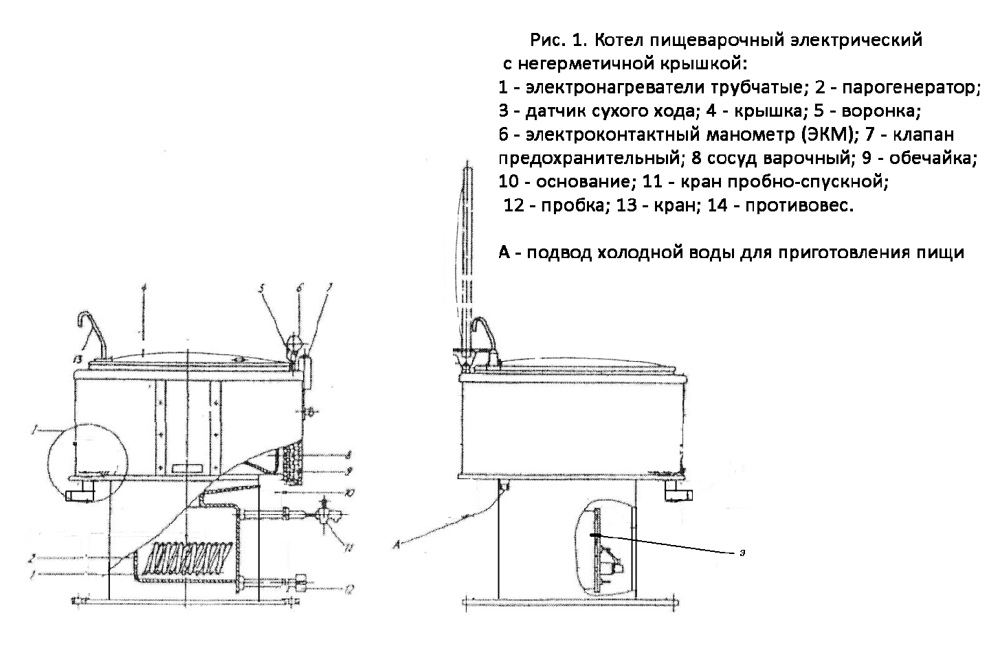 Рис. 1. Котел пищеварочный электрический
с негерметичной крышкой:
1 - электронагреватели трубчатые; 2 - парогенератор;
3 - датчик сухого хода; 4 - крышка; 5 - воронка;
6 - электроконтактный манометр (ЭКМ); 7 - клапан
предохранительный; 8 сосуд варочный; 9 - обечайка;
10 - основание; 11 - кран пробно-спускной;
12 - пробка; 13 - кран; 14 - противовес.
А - подвод холодной воды для приготовления пищи
4
5
6
7
13
1
8
9
10
11
2
1
12
А
3